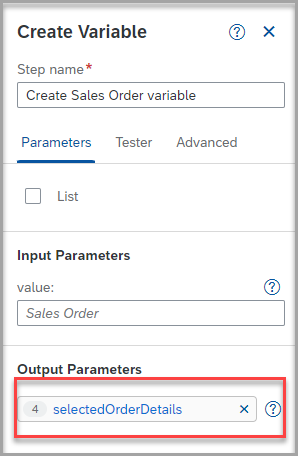 Create Variable ? ×
Step name*
Create Sales Order variable
Parameters Tester Advanced
List
Input Parameters
value: ?
Sales Order
Output Parameters
4 selectedOrderDetails × ?